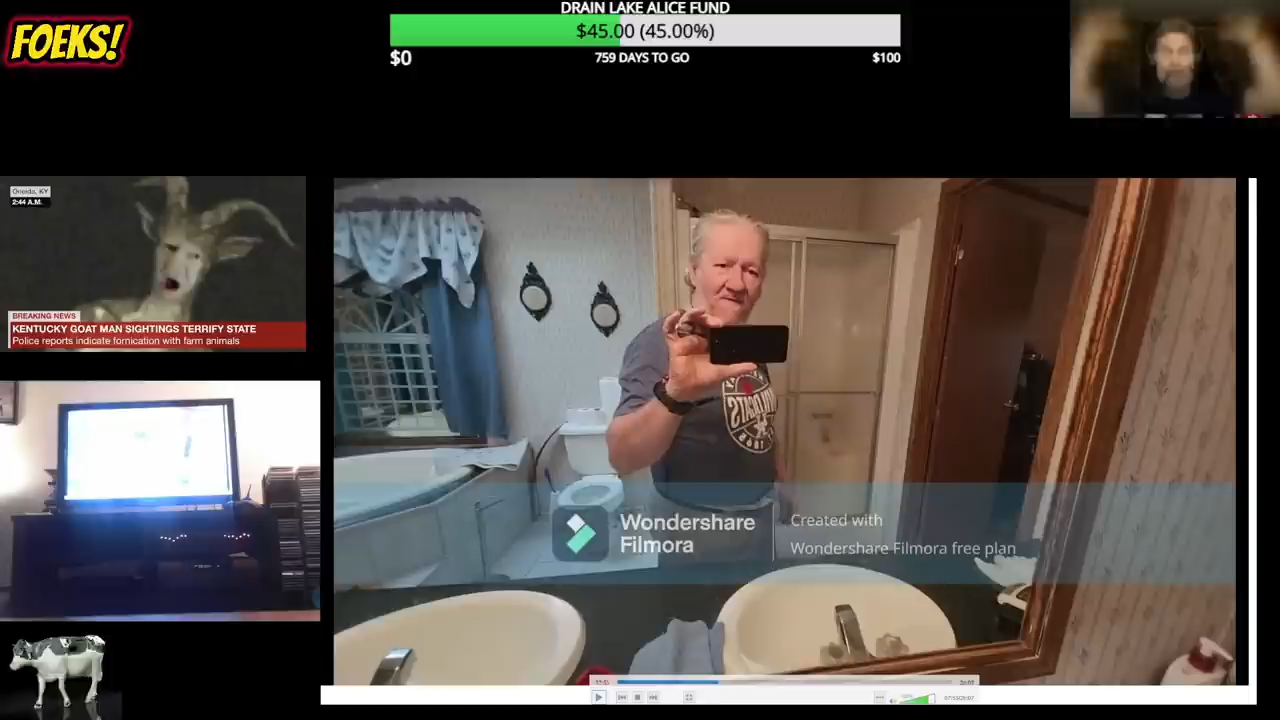 FOEKS!
DRAIN LAKE ALICE FUND
$45.00 (45.00%)
$0
759 DAYS TO GO
$100
Oneida, KY
2:44 A.M.
BREAKING NEWS
KENTUCKY GOAT MAN SIGHTINGS TERRIFY STATE
Police reports indicate fornication with farm animals
Wondershare
Filmora
Created with
Wondershare Filmora free plan